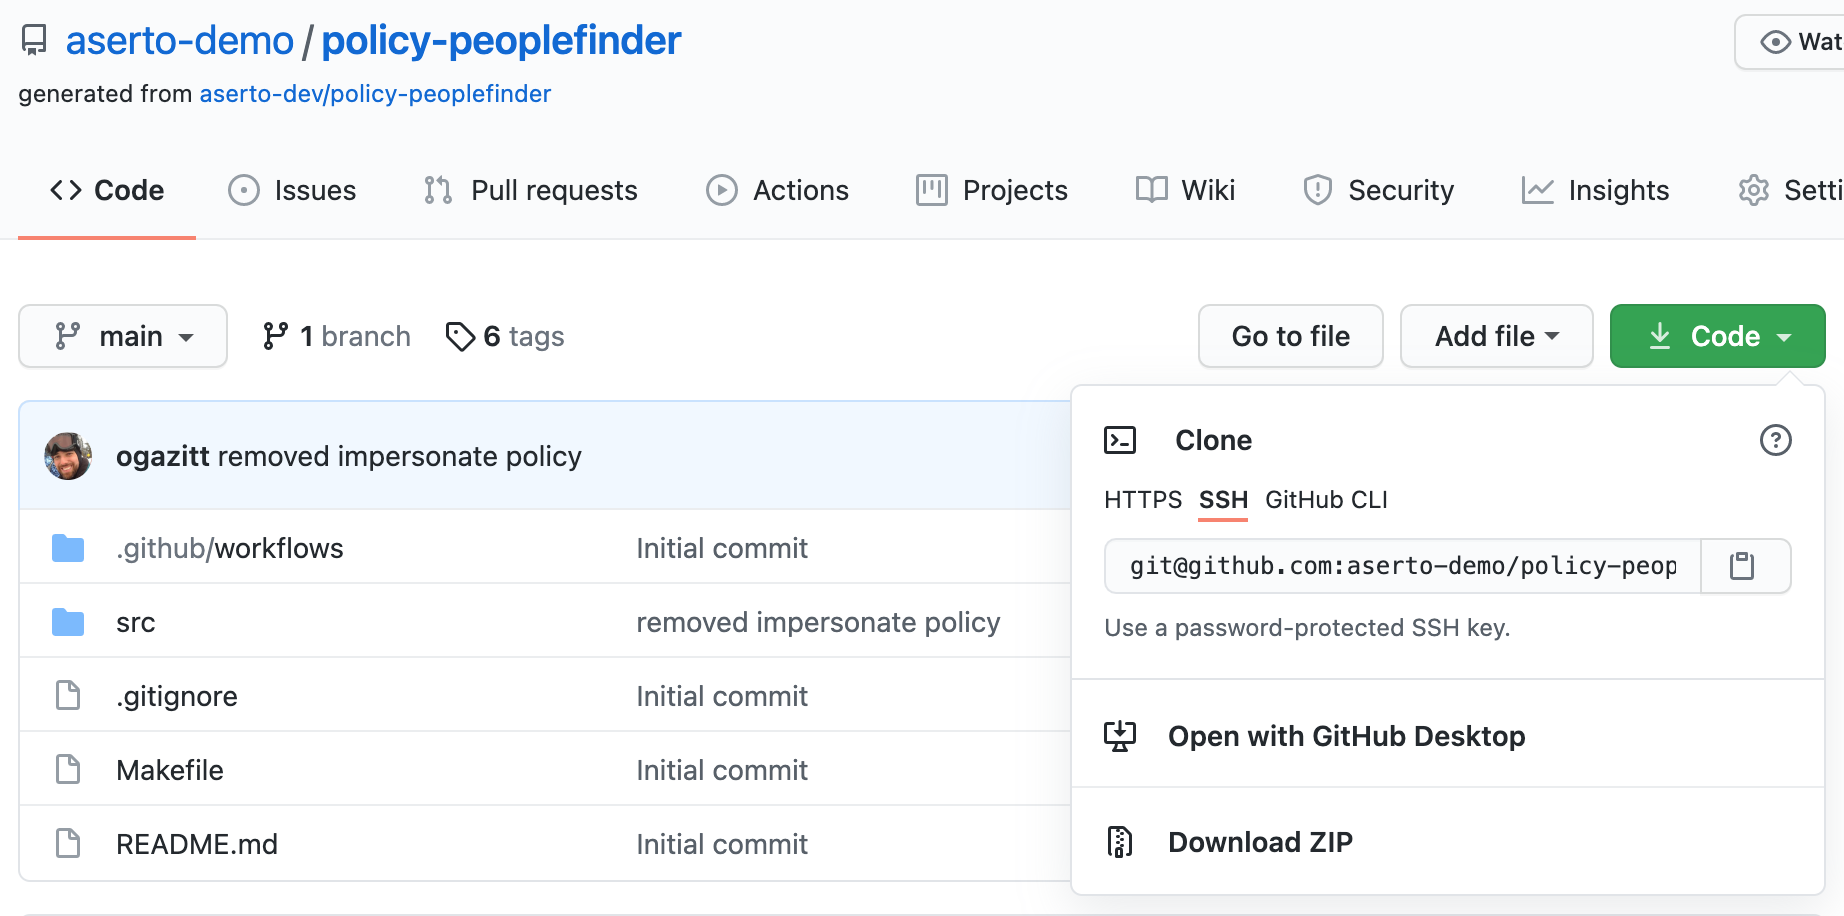 aserto-demo / policy-peoplefinder
Wat
generated from aserto-dev/policy-peoplefinder
Code Issues Pull requests Actions Projects Wiki Security Insights Setti
main 1 branch 6 tags Go to file Add file Code
ogazitt removed impersonate policy
.github/workflows Initial commit
src removed impersonate policy
.gitignore Initial commit
Makefile Initial commit
README.md Initial commit
Clone
HTTPS SSH GitHub CLI
git@github.com:aserto-demo/policy-peop
Use a password-protected SSH key.
Open with GitHub Desktop
Download ZIP